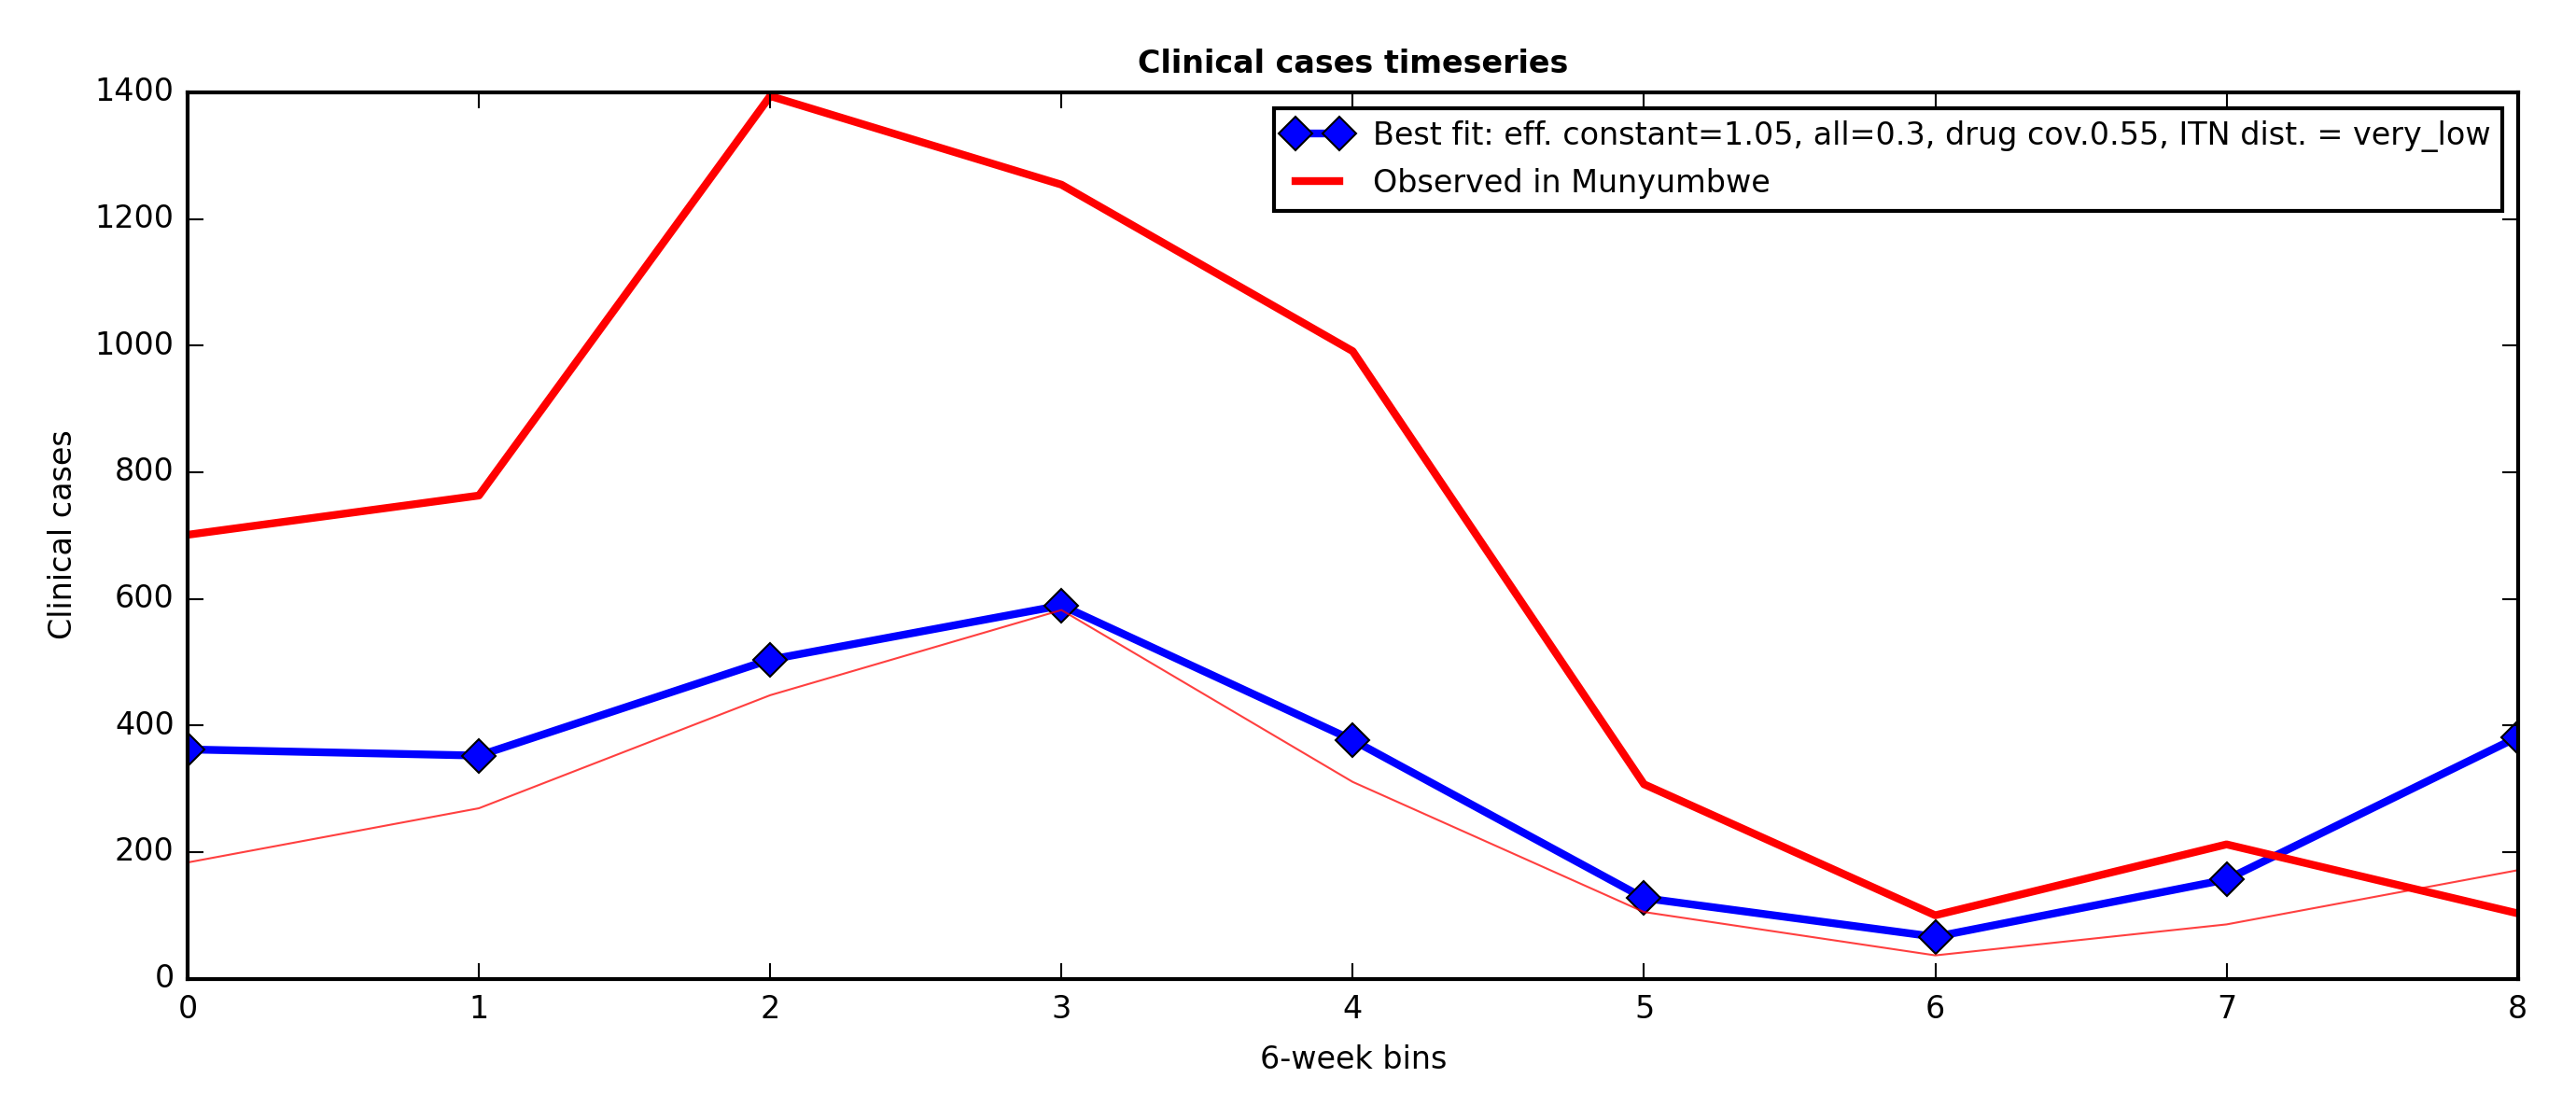 Clinical cases timeseries
1400
1200
1000
800
600
400
200
0
Clinical cases
Best fit: eff. constant=1.05, all=0.3, drug cov.0.55, ITN dist. = very_low
Observed in Munyumbwe
0 1 2 3 4 5 6 7 8
6-week bins